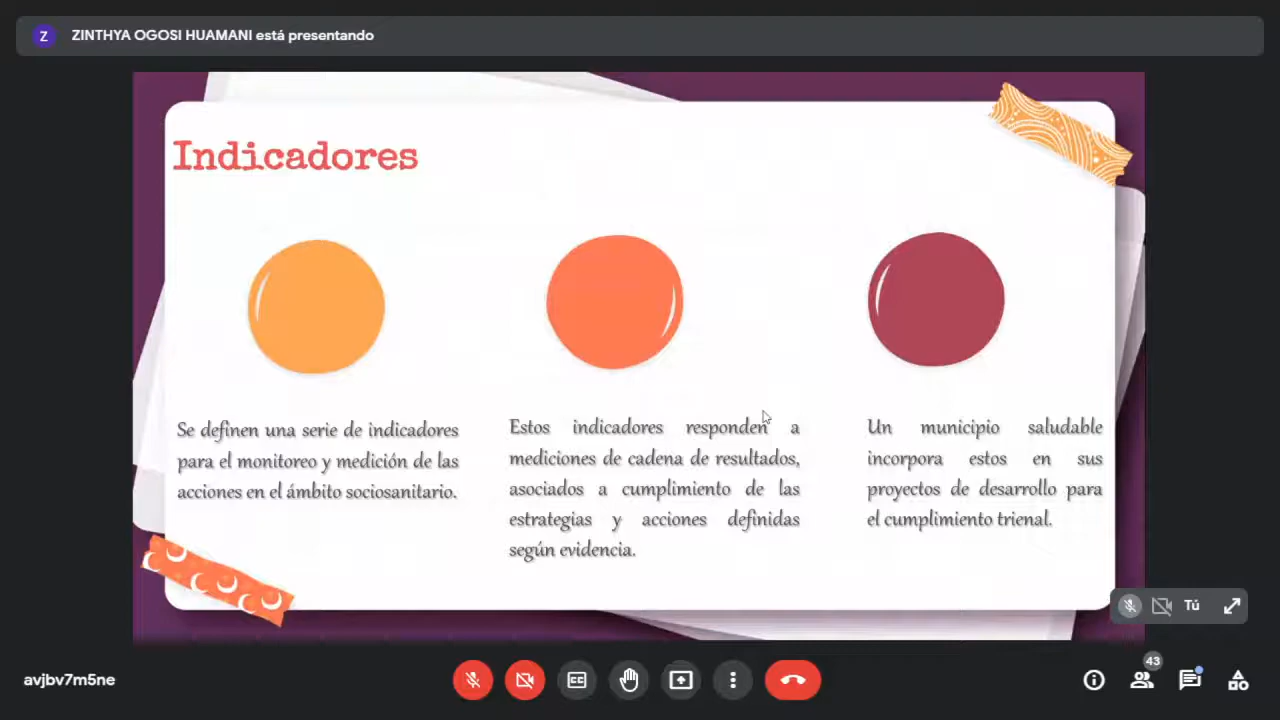 Z
ZINTHYA OGOSI HUAMANI está presentando
Indicadores
Se definen una serie de indicadores
para el monitoreo y medición de las
acciones en el ámbito sociosanitario.
Estos indicadores responden a
mediciones de cadena de resultados,
asociados a cumplimiento de las
estrategias y acciones definidas
según evidencia.
Un municipio saludable
incorpora estos en sus
proyectos de desarrollo para
el cumplimiento trienal.
Tú
avjbv7m5ne
CC
43